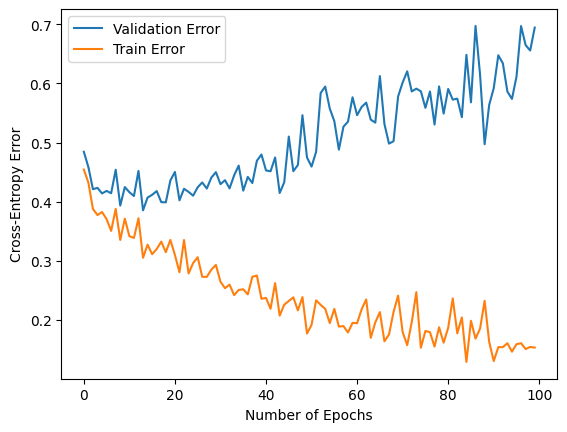 Validation Error
Train Error
0.7
0.6
0.5
0.4
0.3
0.2
Cross-Entropy Error
0 20 40 60 80 100
Number of Epochs